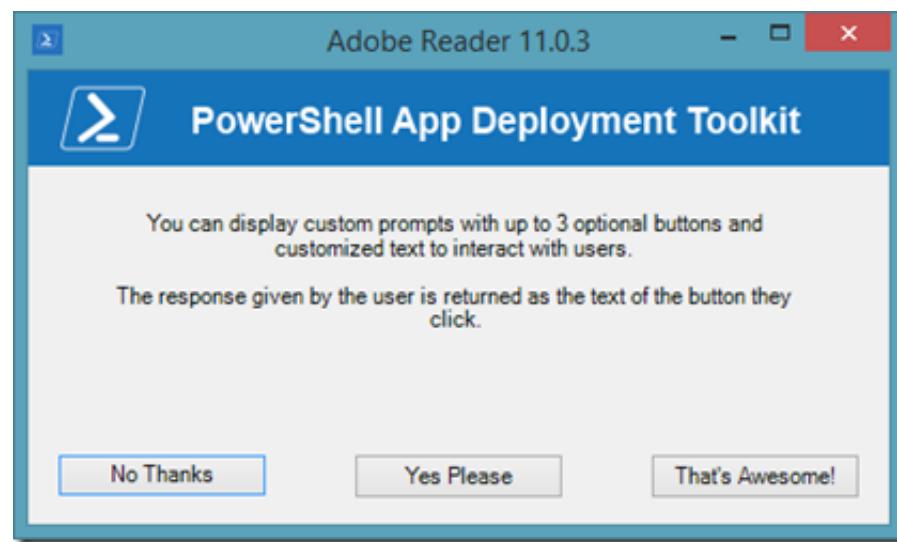 Adobe Reader 11.0.3
PowerShell App Deployment Toolkit
You can display custom prompts with up to 3 optional buttons and
customized text to interact with users.
The response given by the user is returned as the text of the button they
click.
No Thanks
Yes Please
That's Awesome!